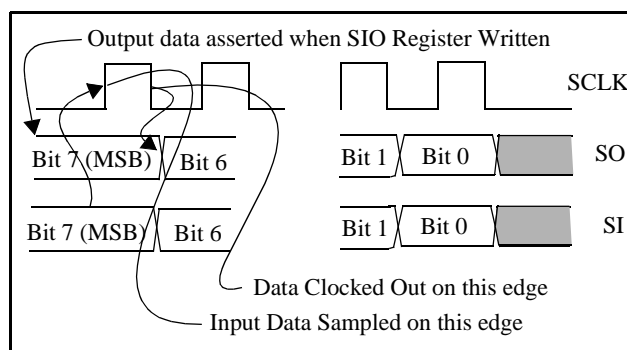 Output data asserted when SIO Register Written
SCLK
Bit 7 (MSB) Bit 6 Bit 1 Bit 0 SO
Bit 7 (MSB) Bit 6 Bit 1 Bit 0 SI
Data Clocked Out on this edge
Input Data Sampled on this edge